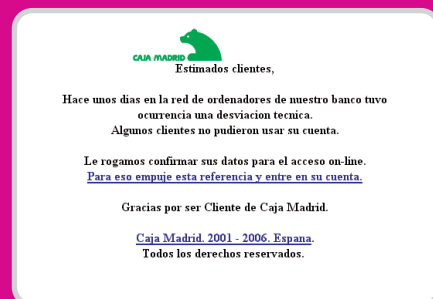 CAJA MADRID
Estimados clientes,
Hace unos dias en la red de ordenadores de nuestro banco tuvo
ocurrencia una desviacion tecnica.
Algunos clientes no pudieron usar su cuenta.
Le rogamos confirmar sus datos para el acceso on-line.
Para eso empuje esta referencia y entre en su cuenta.
Gracias por ser Cliente de Caja Madrid.
Caja Madrid. 2001 - 2006. Espana.
Todos los derechos reservados.